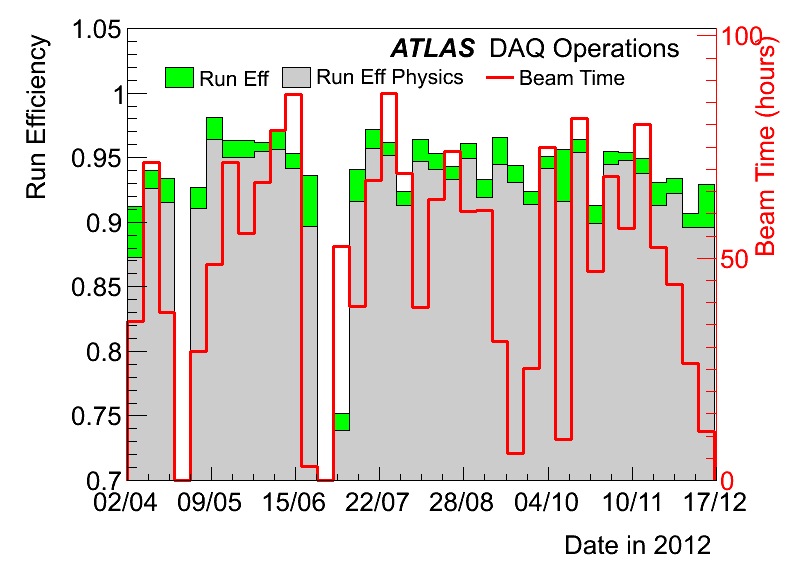 ATLAS DAQ Operations
Run Eff Run Eff Physics Beam Time
Run Efficiency
1.05
1
0.95
0.9
0.85
0.8
0.75
0.7
Beam Time (hours)
100
50
0
02/04 09/05 15/06 22/07 28/08 04/10 10/11 17/12
Date in 2012